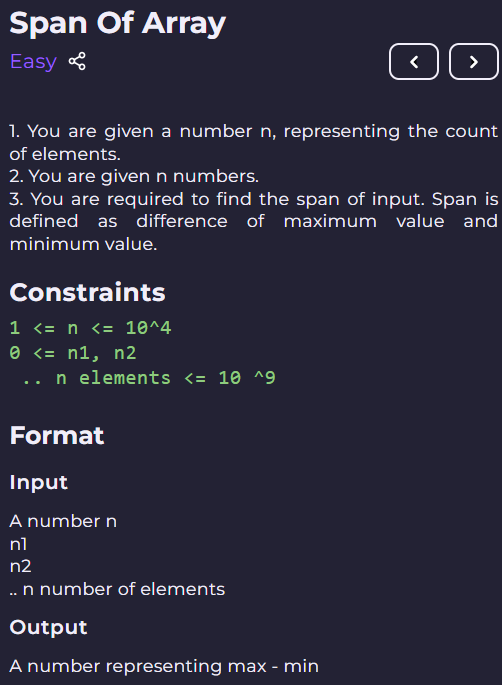 Span Of Array
Easy
1. You are given a number n, representing the count
of elements.
2. You are given n numbers.
3. You are required to find the span of input. Span is
defined as difference of maximum value and
minimum value.
Constraints
1 <= n <= 10^4
0 <= n1, n2
.. n elements <= 10 ^9
Format
Input
A number n
n1
n2
.. n number of elements
Output
A number representing max - min